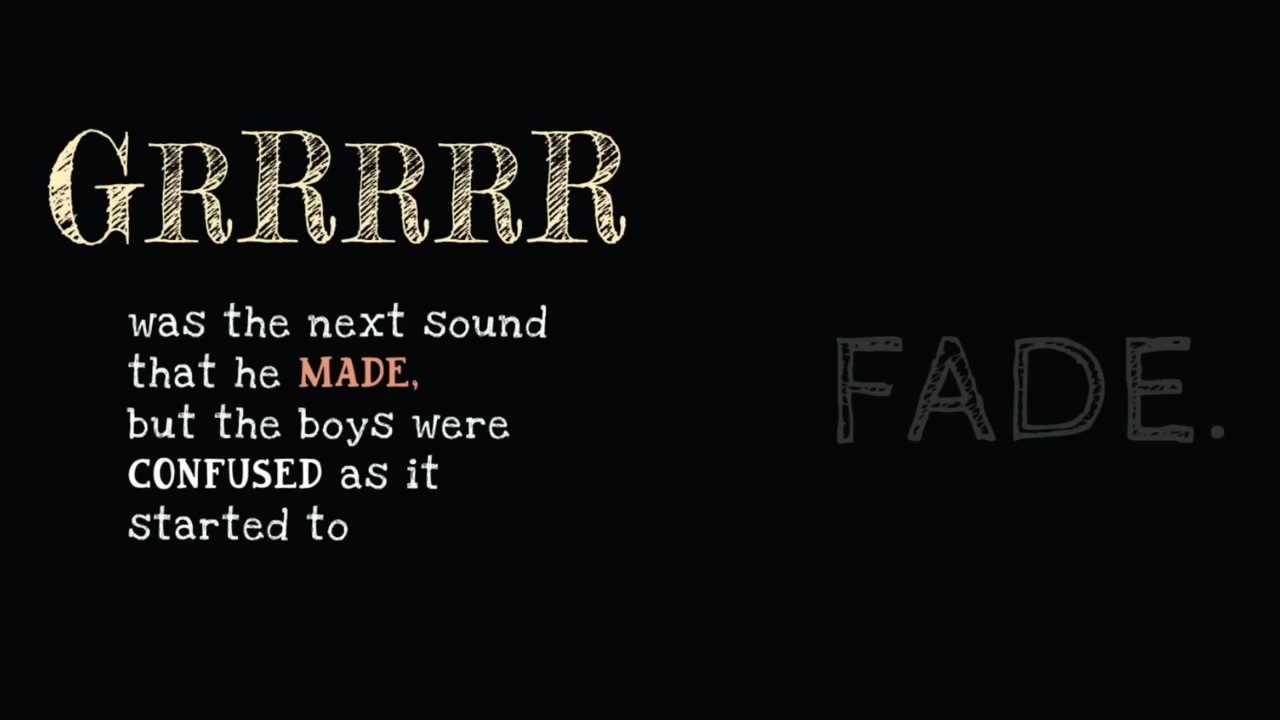 GRRRRR
was the next sound
that he MADE,
but the boys were
CONFUSED as it
started to
FADE.